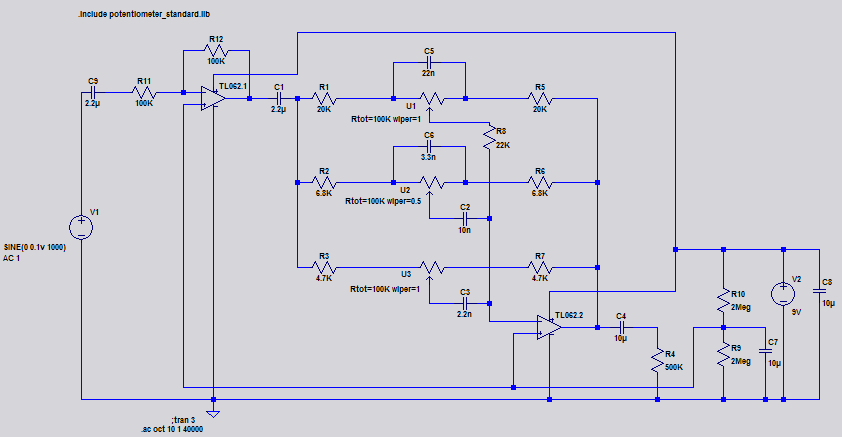 .include potentiometer_standard.lib
R12
100K
C9
2.2µ
R11
100K
TL062.1
C1
2.2µ
R1
20K
C5
22n
U1
Rtot=100K wiper=1
R5
20K
R8
22K
C6
3.3n
R2
6.8K
U2
Rtot=100K wiper=0.5
R6
6.8K
C2
10n
V1
SINE(0 0.1v 1000)
AC 1
R3
4.7K
U3
Rtot=100K wiper=1
R7
4.7K
C3
2.2n
TL062.2
C4
10µ
R4
500K
R10
2Meg
R9
2Meg
C7
10µ
V2
9V
C8
10µ
;tran 3
.ac oct 10 1 40000